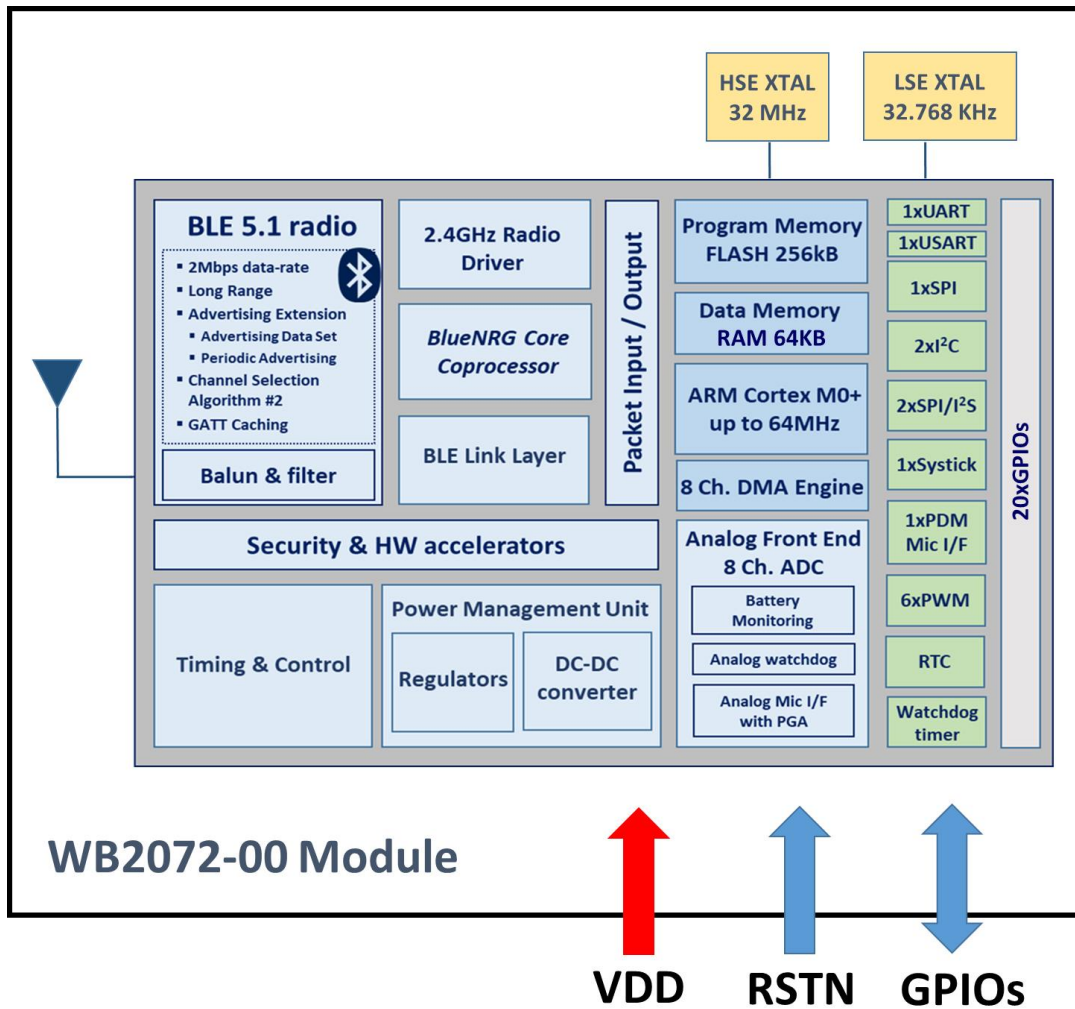 HSE XTAL
32 MHz
LSE XTAL
32.768 KHz
BLE 5.1 radio
▪ 2Mbps data-rate
▪ Long Range
▪ Advertising Extension
▪ Advertising Data Set
▪ Periodic Advertising
▪ Channel Selection
Algorithm #2
▪ GATT Caching
Balun & filter
2.4GHz Radio
Driver
BlueNRG Core
Coprocessor
BLE Link Layer
Packet Input / Output
Security & HW accelerators
Timing & Control
Power Management Unit
Regulators
DC-DC
converter
Program Memory
FLASH 256kB
Data Memory
RAM 64KB
ARM Cortex M0+
up to 64MHz
8 Ch. DMA Engine
Analog Front End
8 Ch. ADC
Battery
Monitoring
Analog watchdog
Analog Mic I/F
with PGA
1xUART
1xUSART
1xSPI
2xI²C
2xSPI/I²S
1xSystick
1xPDM
Mic I/F
6xPWM
RTC
Watchdog
timer
20xGPIOs
WB2072-00 Module
VDD
RSTN
GPIOs